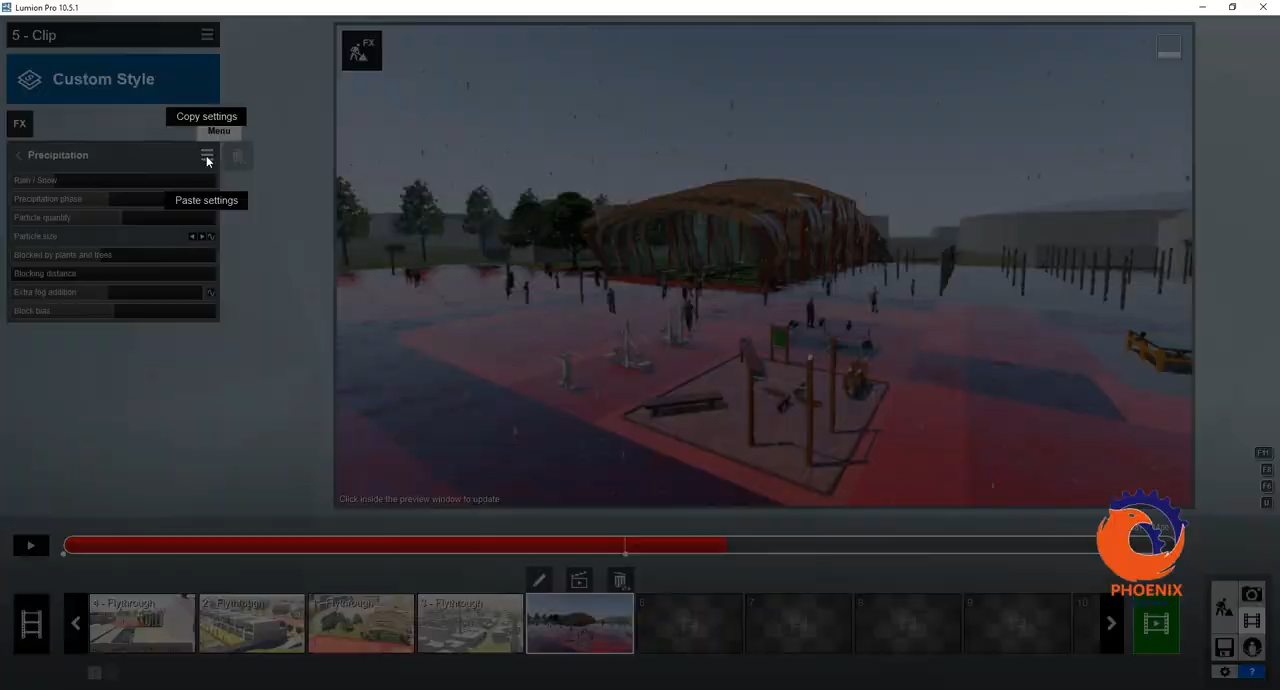 Lumion Pro 10.5.1
5 - Clip
Custom Style
FX
Copy settings
Menu
Precipitation
Rain / Snow
Precipitation phase
Paste settings
Particle quantity
Particle size
Blocked by plants and trees
Blocking distance
Extra fog addition
Block bias
FX
Click inside the preview window to update
F11
F8
F6
U
PHOENIX
4 - Flythrough
2 - Flythrough
Flythrough
3 - Flythrough
6
7
8
9
10
?